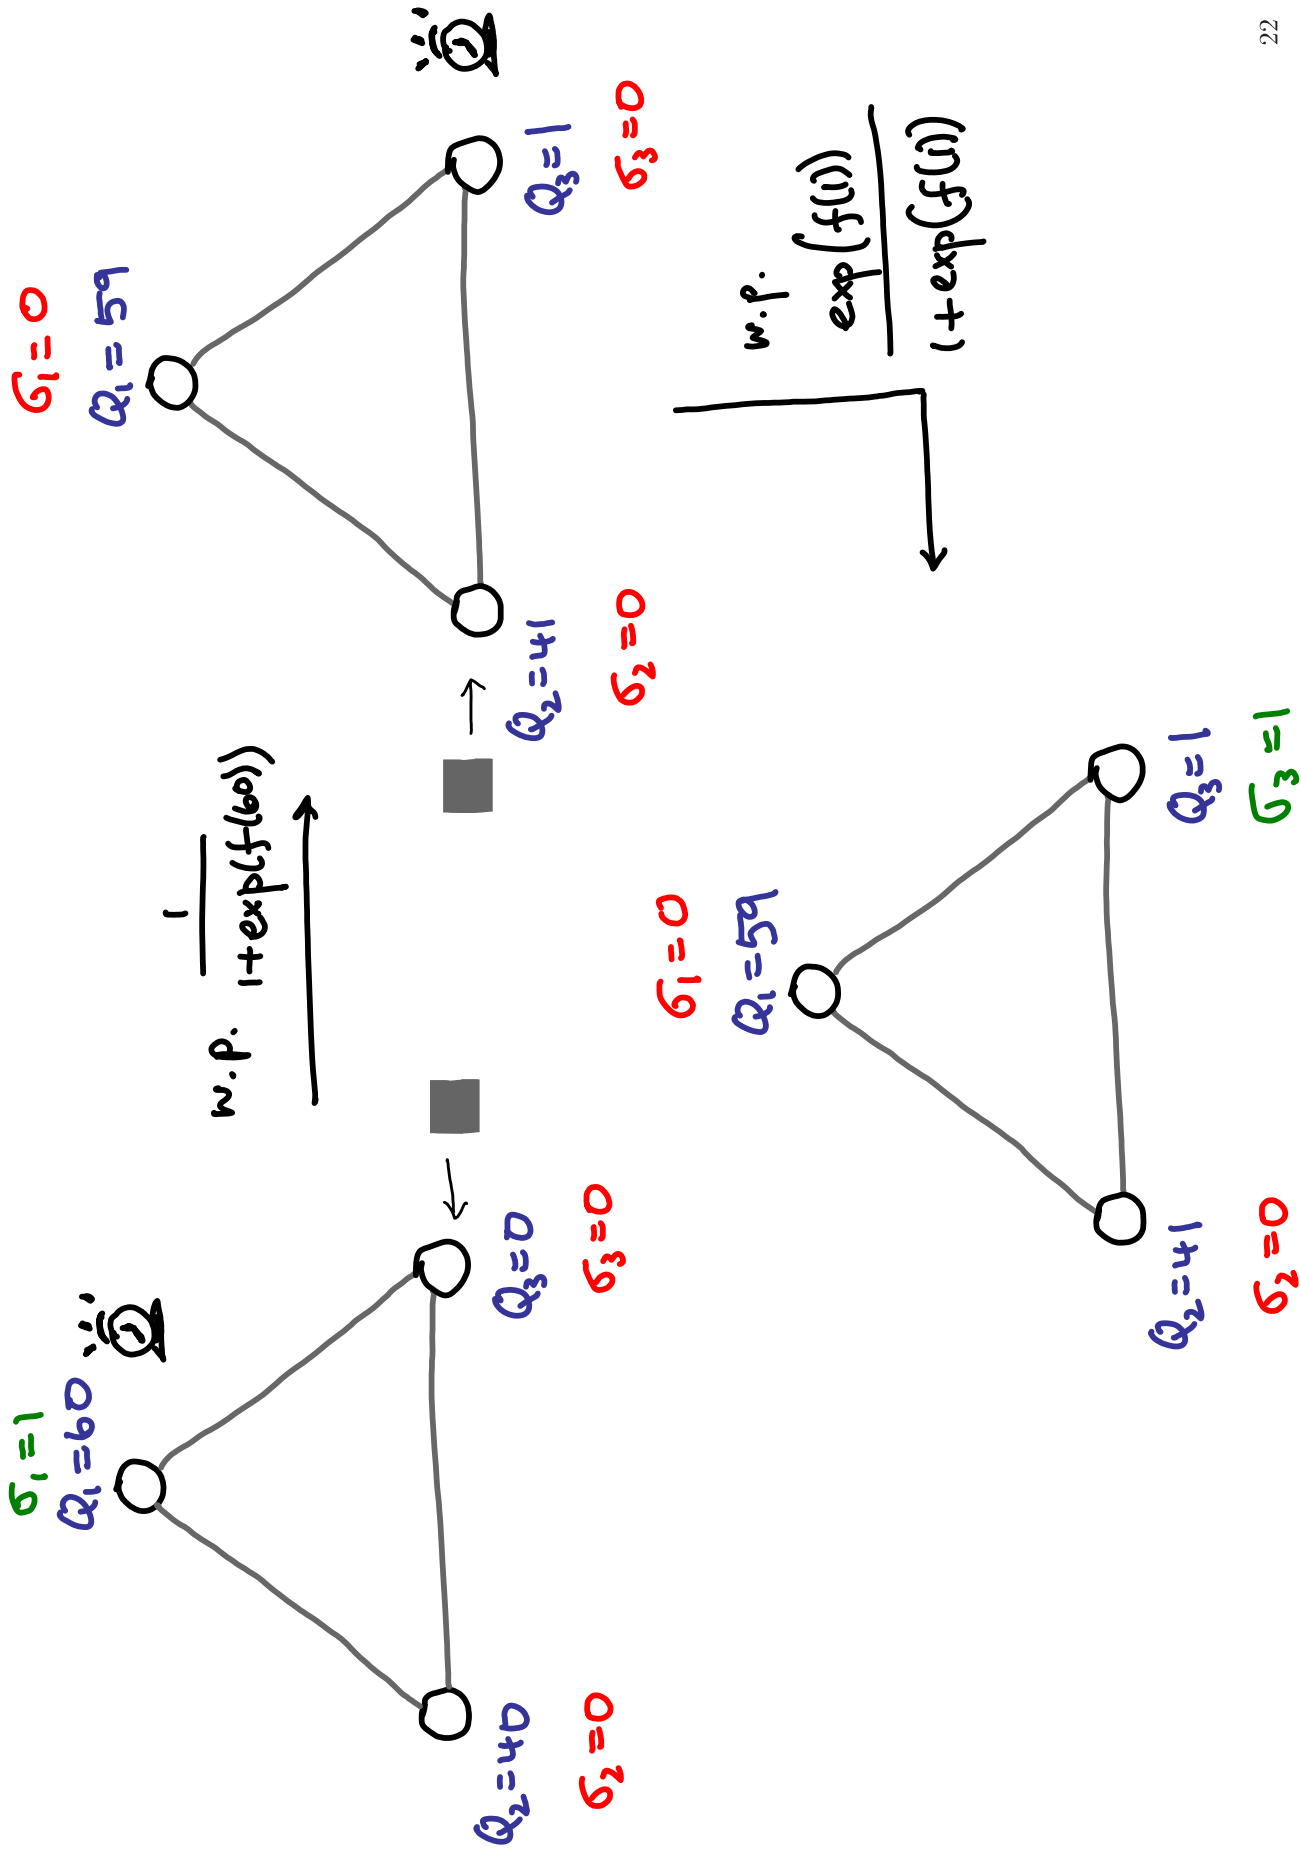 σ₁=1
Q₁=60
Q₂=40
σ₂=0
Q₃=0
σ₃=0
w.p.
1
1+exp(f(60))
σ₁=0
Q₁=59
Q₂=41
σ₂=0
Q₃=1
σ₃=0
w.p.
exp(f(1))
1+exp(f(1))
σ₁=0
Q₁=59
Q₂=41
σ₂=0
Q₃=1
σ₃=1
22